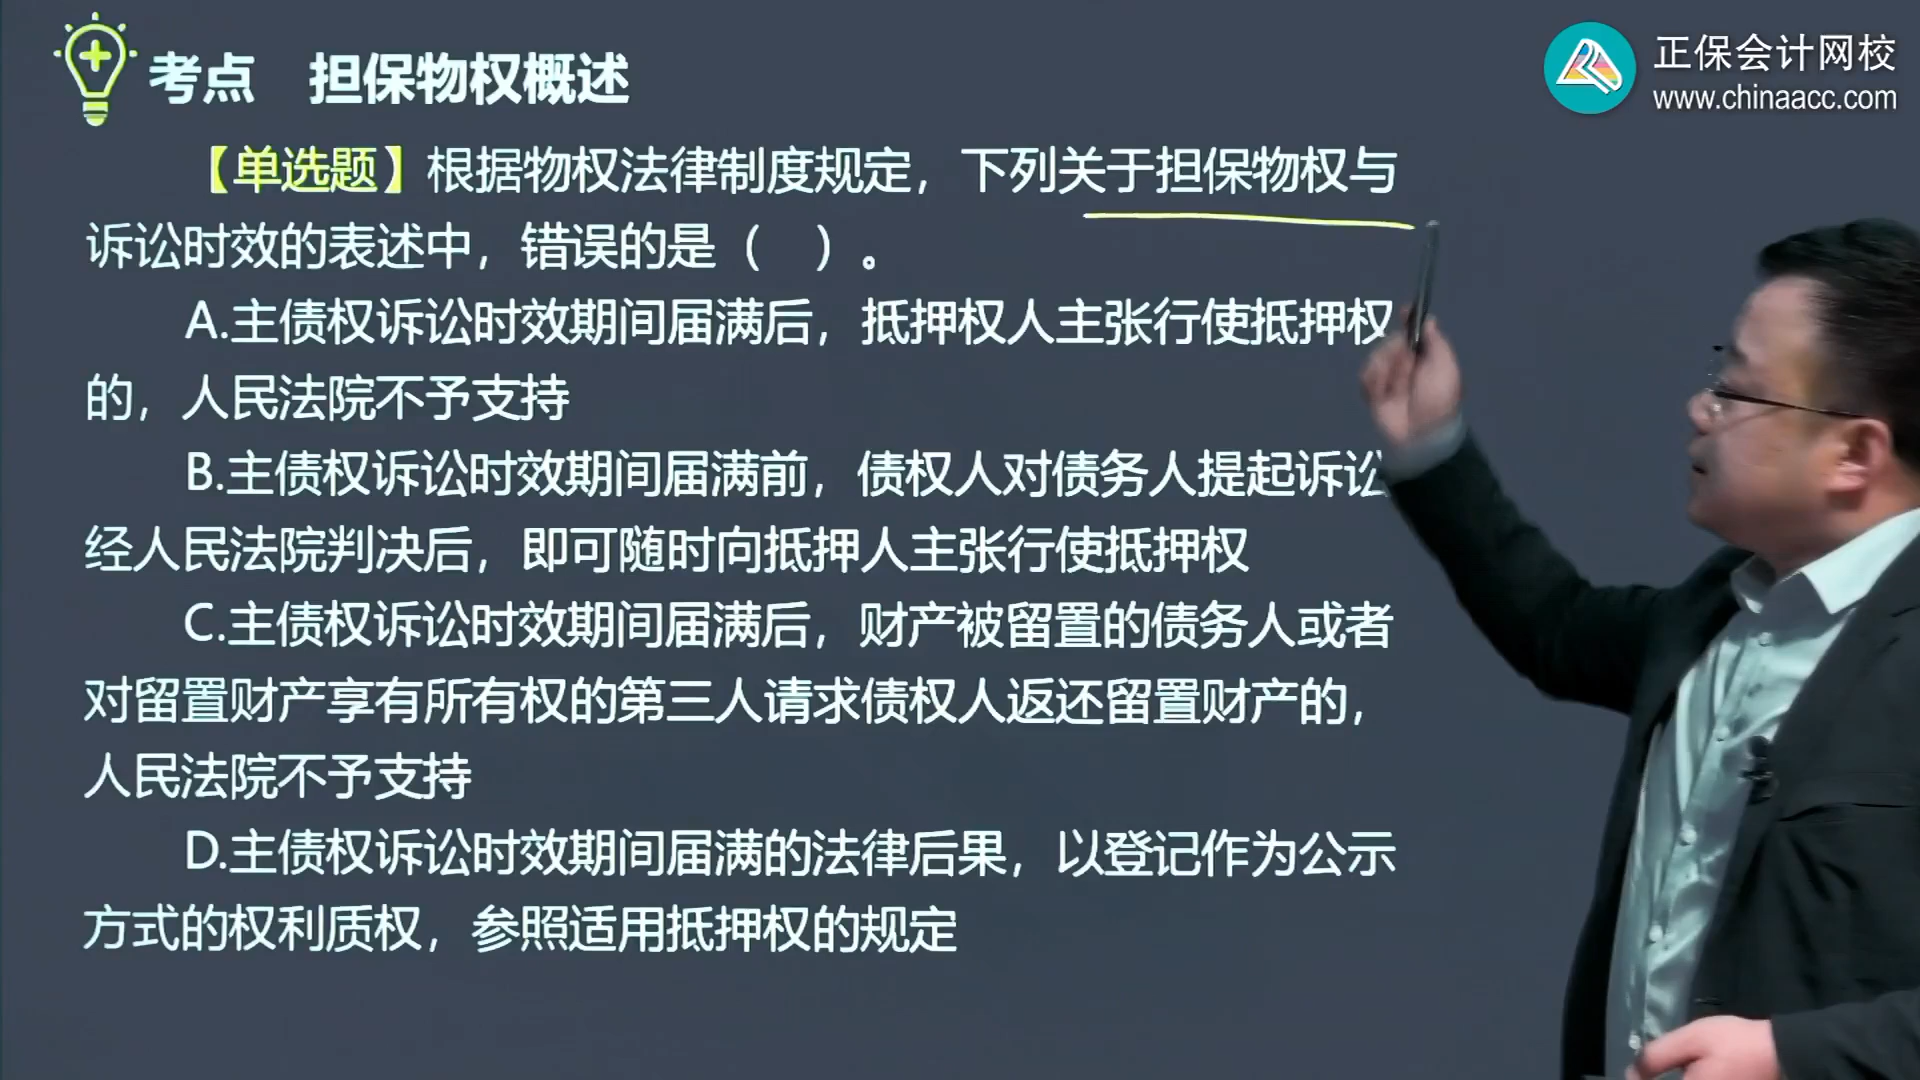 考点 担保物权概述
正保会计网校
www.chinaacc.com
【单选题】根据物权法律制度规定，下列关于担保物权与
诉讼时效的表述中，错误的是（ ）。
A.主债权诉讼时效期间届满后，抵押权人主张行使抵押权
的，人民法院不予支持
B.主债权诉讼时效期间届满前，债权人对债务人提起诉讼
经人民法院判决后，即可随时向抵押人主张行使抵押权
C.主债权诉讼时效期间届满后，财产被留置的债务人或者
对留置财产享有所有权的第三人请求债权人返还留置财产的，
人民法院不予支持
D.主债权诉讼时效期间届满的法律后果，以登记作为公示
方式的权利质权，参照适用抵押权的规定